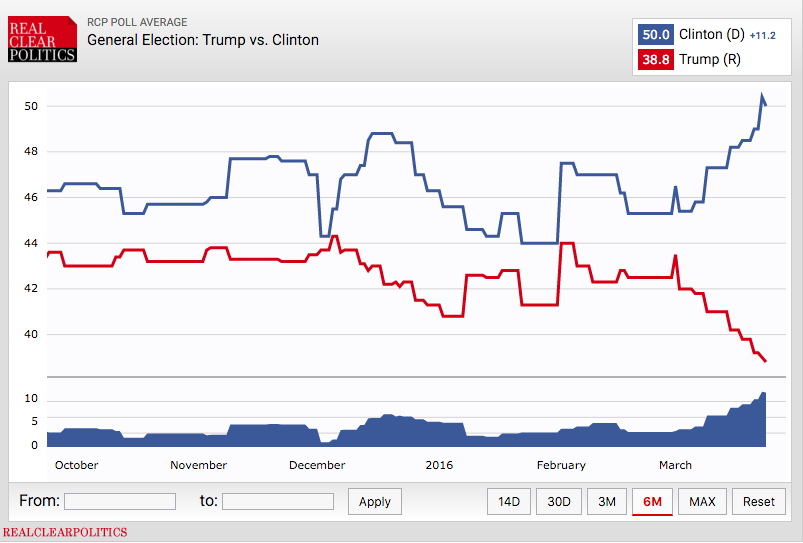 REAL
CLEAR
POLITICS
RCP POLL AVERAGE
General Election: Trump vs. Clinton
50.0 Clinton (D) +11.2
38.8 Trump (R)
50
48
46
44
42
40
10
5
0
October November December 2016 February March
From: to: Apply 14D 30D 3M 6M MAX Reset
REALCLEARPOLITICS